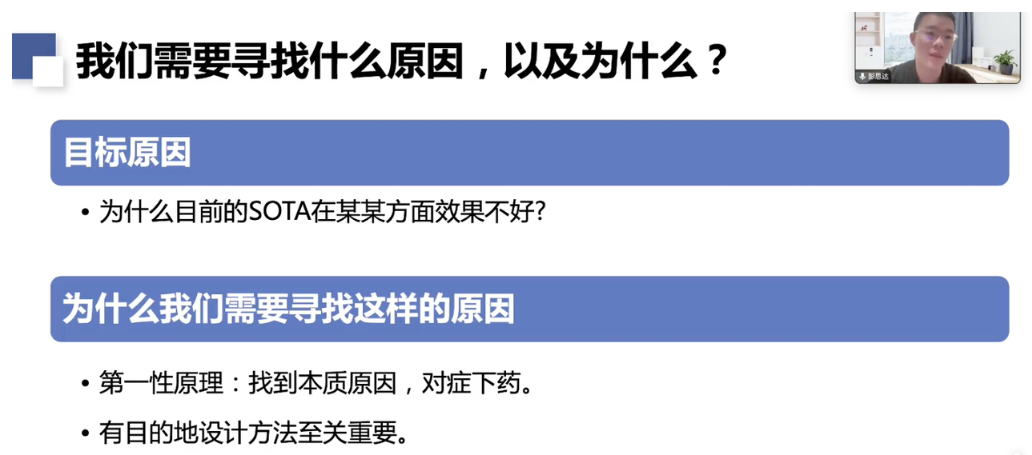 我们需要寻找什么原因，以及为什么？
彭思达
目标原因
• 为什么目前的SOTA在某某方面效果不好?
为什么我们需要寻找这样的原因
• 第一性原理：找到本质原因，对症下药。
• 有目的地设计方法至关重要。